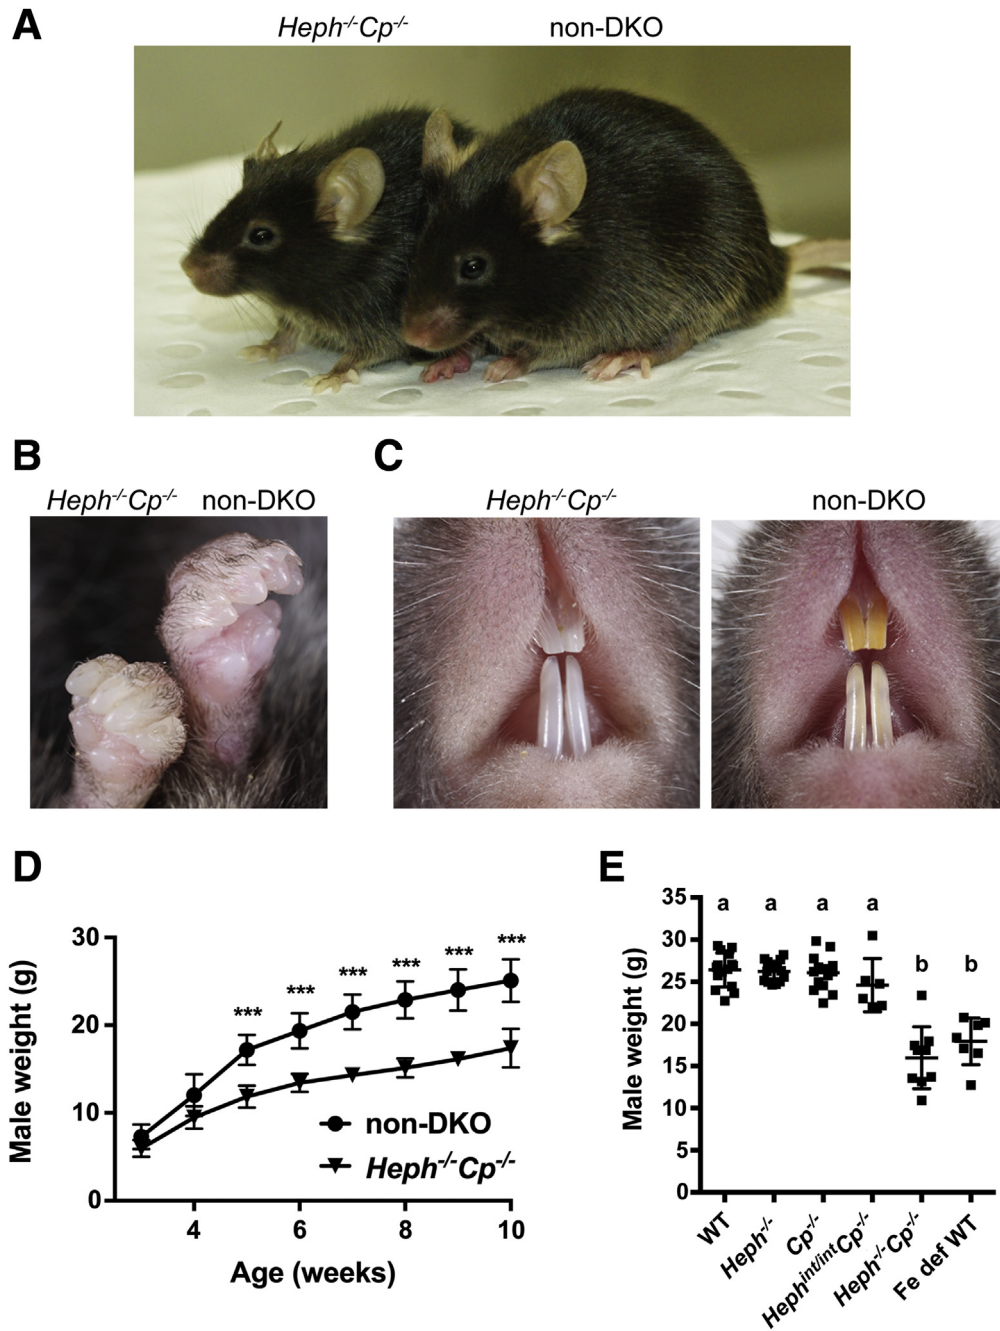 A
Heph-/-Cp-/- non-DKO
B
Heph-/-Cp-/- non-DKO
C
Heph-/-Cp-/- non-DKO
D
Male weight (g)
30
20
10
0
*** *** *** *** *** ***
non-DKO
Heph-/-Cp-/-
4 6 8 10
Age (weeks)
E
Male weight (g)
35
30
25
20
15
10
5
0
a a a a b b
WT
Heph-/-
Cp-/-
Hephint/intCp-/-
Heph-/-Cp-/-
Fe def WT